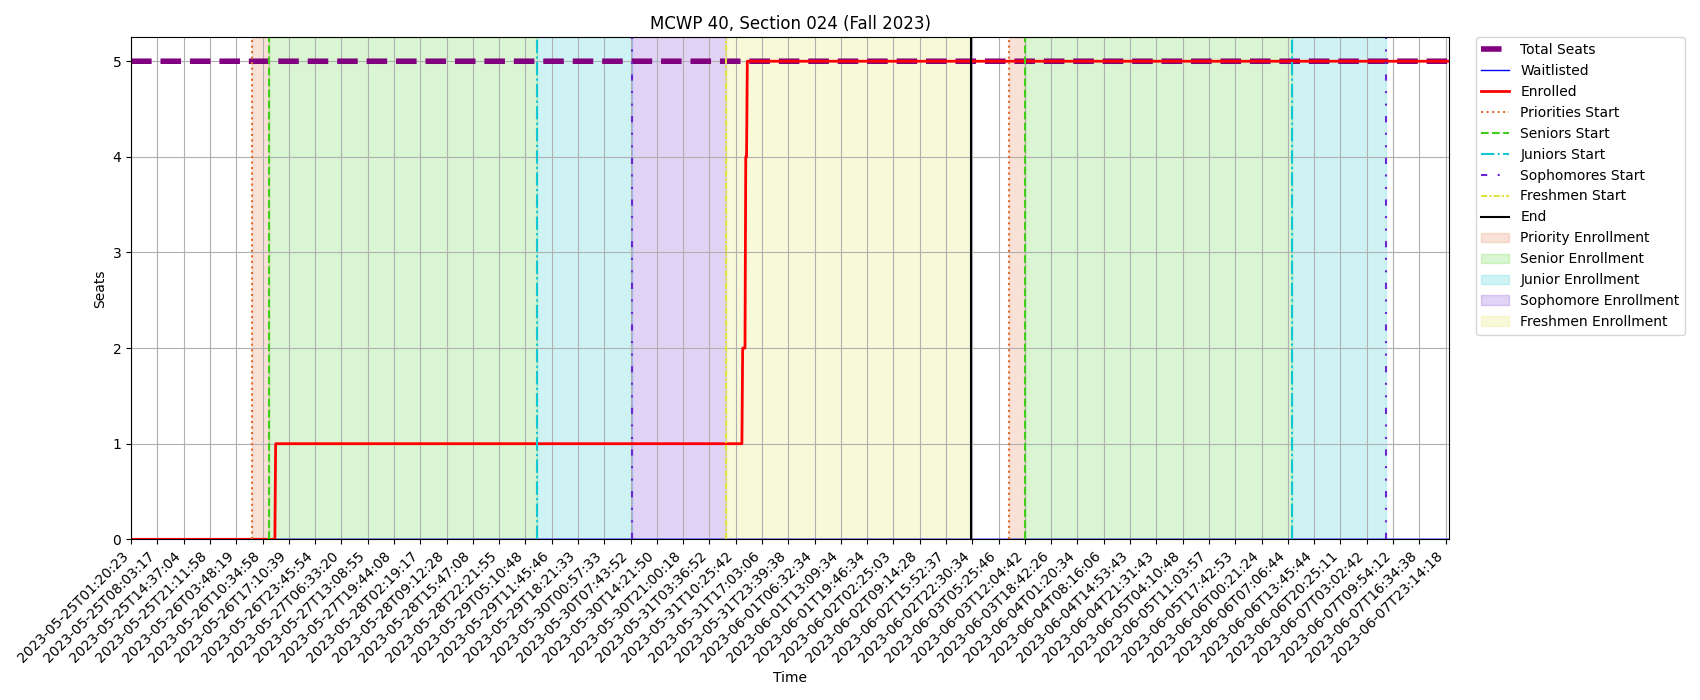 MCWP 40, Section 024 (Fall 2023)
Seats
5
4
3
2
1
0
2023-05-25T01:20:23
2023-05-25T08:03:17
2023-05-25T14:37:04
2023-05-25T21:11:58
2023-05-26T03:48:19
2023-05-26T10:34:58
2023-05-26T17:10:39
2023-05-26T23:45:54
2023-05-27T06:33:20
2023-05-27T13:08:55
2023-05-27T19:44:08
2023-05-28T02:19:17
2023-05-28T09:12:28
2023-05-28T15:47:08
2023-05-28T22:21:55
2023-05-29T05:10:48
2023-05-29T11:45:46
2023-05-29T18:21:33
2023-05-30T00:57:33
2023-05-30T07:43:52
2023-05-30T14:21:50
2023-05-30T21:00:18
2023-05-31T03:36:52
2023-05-31T10:25:42
2023-05-31T17:03:06
2023-05-31T23:39:38
2023-06-01T06:32:34
2023-06-01T13:09:34
2023-06-01T19:46:34
2023-06-02T02:25:03
2023-06-02T09:14:28
2023-06-02T15:52:37
2023-06-02T22:30:34
2023-06-03T05:25:46
2023-06-03T12:04:42
2023-06-03T18:42:26
2023-06-04T01:20:34
2023-06-04T08:16:06
2023-06-04T14:53:43
2023-06-04T21:31:43
2023-06-05T04:10:48
2023-06-05T11:03:57
2023-06-05T17:42:53
2023-06-06T00:21:24
2023-06-06T07:06:44
2023-06-06T13:45:44
2023-06-06T20:25:11
2023-06-07T03:02:42
2023-06-07T09:54:12
2023-06-07T16:34:38
2023-06-07T23:14:18
Time
Total Seats
Waitlisted
Enrolled
Priorities Start
Seniors Start
Juniors Start
Sophomores Start
Freshmen Start
End
Priority Enrollment
Senior Enrollment
Junior Enrollment
Sophomore Enrollment
Freshmen Enrollment